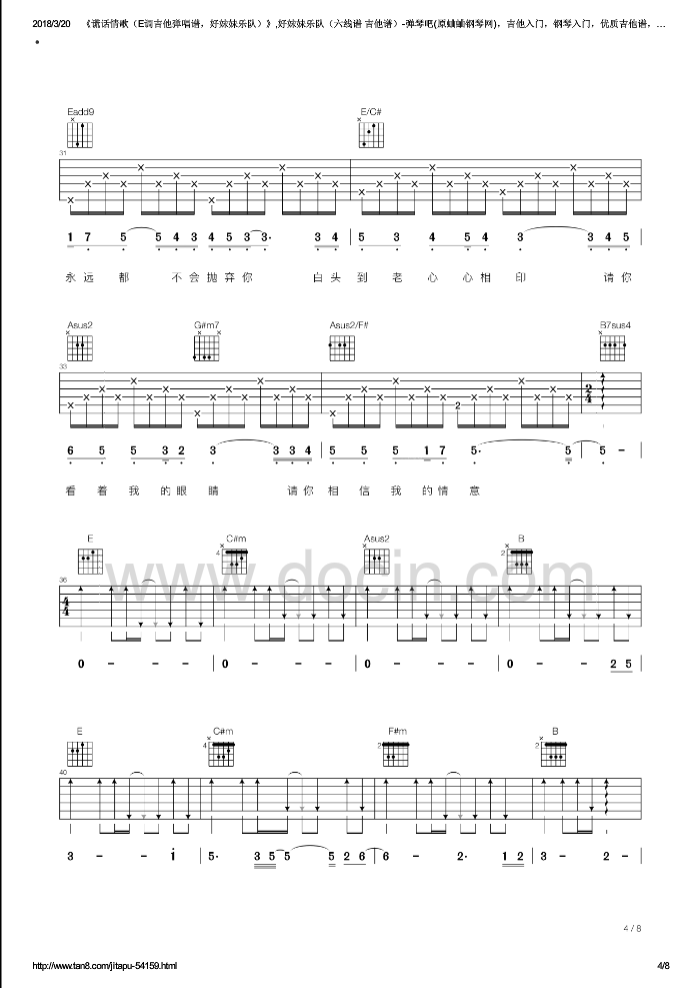 2018/3/20 《谎话情歌（E调吉他弹唱谱，好妹妹乐队）》,好妹妹乐队（六线谱 吉他谱）-弹琴吧(原蛐蛐钢琴网)，吉他入门，钢琴入门，优质吉他谱，…
Eadd9 E/C#
31
1 7 5 5 4 3 4 5 3 3· 3 4 | 5 3 4 5 4 3 3 4 5 |
永 远 都 不 会 抛 弃 你 白 头 到 老 心 心 相 印 请 你
Asus2 G#m7 Asus2/F# B7sus4
33
2 2 4
6 5 5 3 2 3 3 3 4 | 5 5 5 1 7 5· 5 | 5 - |
看 着 我 的 眼 睛 请 你 相 信 我 的 情 意
E C#m Asus2 B
4 2
www.docin.com
36
4 4
0 - - - | 0 - - - | 0 - - - | 0 - - 2 5 |
E C#m F#m B
4 2 2
40
3 - - i | 5· 3 5 5 5 2 6 | 6 - 2· 1 2 | 3 - 2 - |
4 / 8
http://www.tan8.com/jitapu-54159.html 4/8